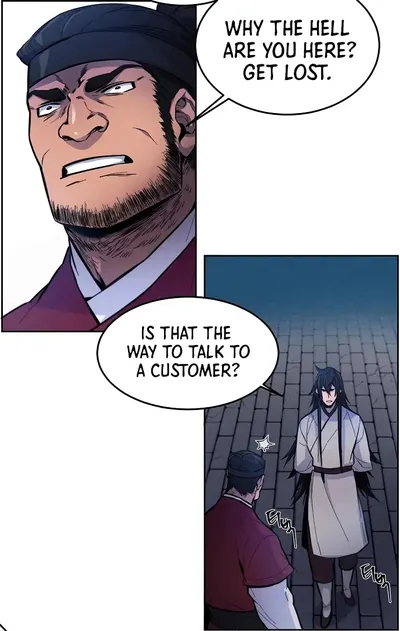 WHY THE HELL
ARE YOU HERE?
GET LOST.
IS THAT THE
WAY TO TALK TO
A CUSTOMER?